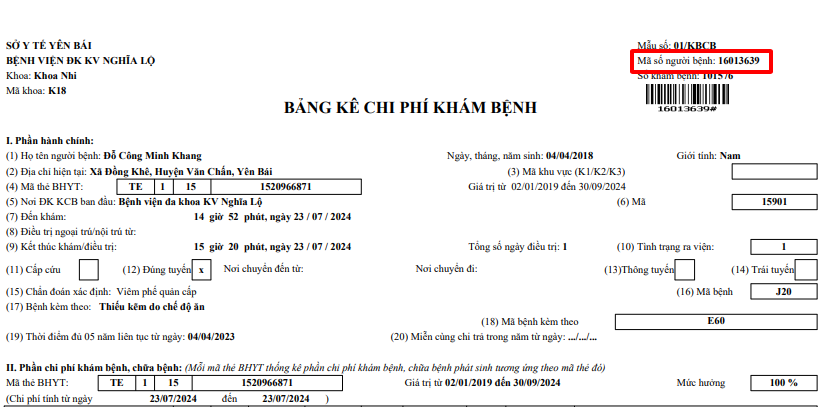 SỞ Y TẾ YÊN BÁI
BỆNH VIỆN ĐK KV NGHĨA LỘ
Khoa: Khoa Nhi
Mã khoa: K18
Mẫu số: 01/KBCB
Mã số người bệnh: 16013639
Số khám bệnh: 101576
16013639#
BẢNG KÊ CHI PHÍ KHÁM BỆNH
I. Phần hành chính:
(1) Họ tên người bệnh: Đỗ Công Minh Khang Ngày, tháng, năm sinh: 04/04/2018 Giới tính: Nam
(2) Địa chỉ hiện tại: Xã Đồng Khê, Huyện Văn Chấn, Yên Bái (3) Mã khu vực (K1/K2/K3)
(4) Mã thẻ BHYT: TE 1 15 1520966871 Giá trị từ 02/01/2019 đến 30/09/2024
(5) Nơi ĐK KCB ban đầu: Bệnh viện đa khoa KV Nghĩa Lộ (6) Mã 15901
(7) Đến khám: 14 giờ 52 phút, ngày 23 / 07 / 2024
(8) Điều trị ngoại trú/nội trú từ:
(9) Kết thúc khám/điều trị: 15 giờ 20 phút, ngày 23 / 07 / 2024 Tổng số ngày điều trị: 1 (10) Tình trạng ra viện: 1
(11) Cấp cứu (12) Đúng tuyến x Nơi chuyển đến từ: Nơi chuyển đi: (13)Thông tuyến (14) Trái tuyến
(15) Chẩn đoán xác định: Viêm phế quản cấp (16) Mã bệnh J20
(17) Bệnh kèm theo: Thiếu kẽm do chế độ ăn
(18) Mã bệnh kèm theo E60
(19) Thời điểm đủ 05 năm liên tục từ ngày: 04/04/2023 (20) Miễn cùng chi trả trong năm từ ngày: .../.../...
II. Phần chi phí khám bệnh, chữa bệnh: (Mỗi mã thẻ BHYT thống kê phần chi phí khám bệnh, chữa bệnh phát sinh tương ứng theo mã thẻ đó)
Mã thẻ BHYT: TE 1 15 1520966871 Giá trị từ 02/01/2019 đến 30/09/2024 Mức hưởng 100 %
(Chi phí tính từ ngày 23/07/2024 đến 23/07/2024 )